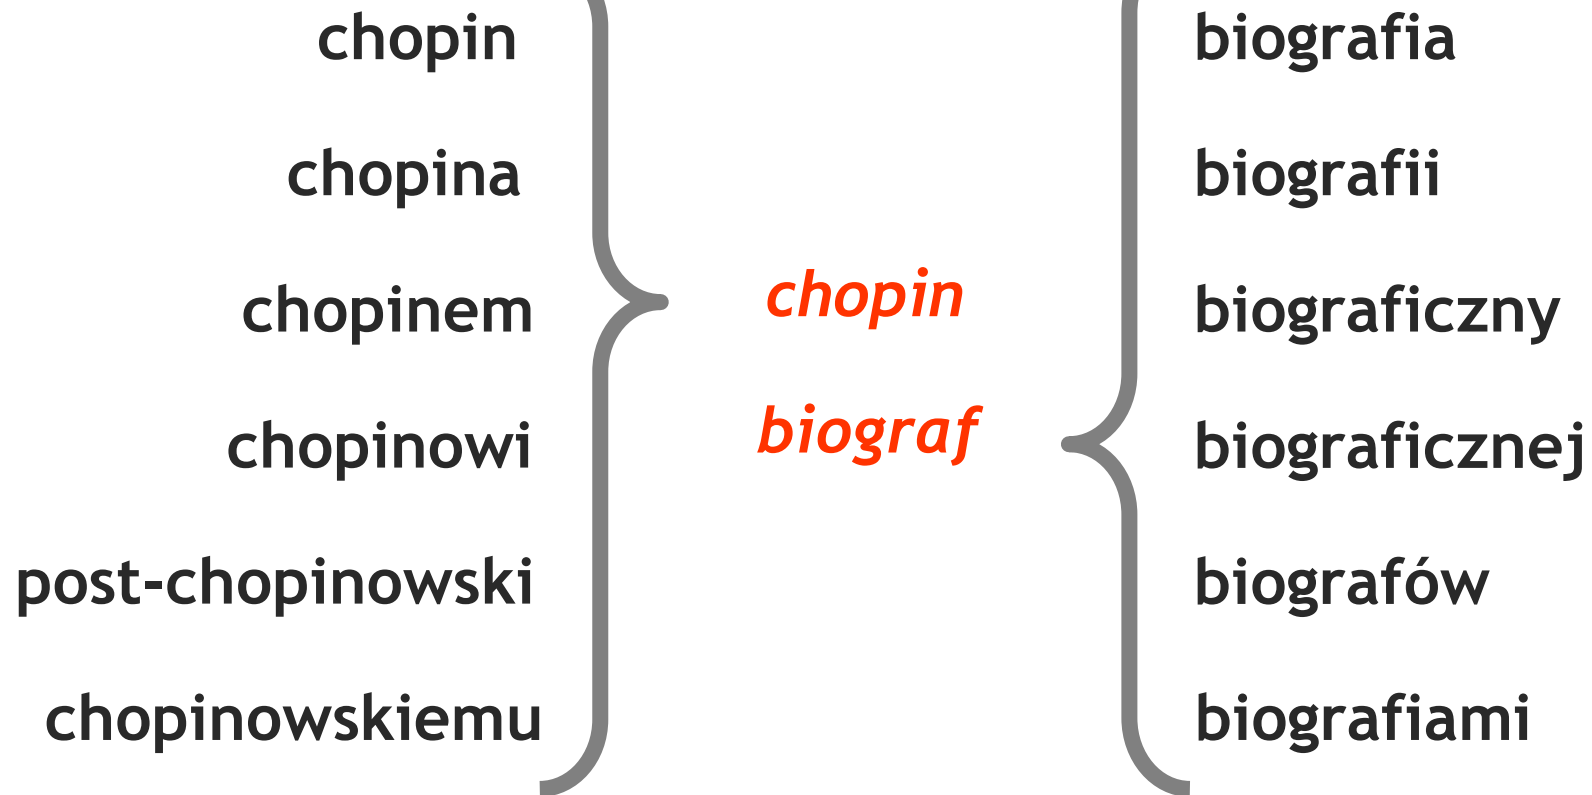 chopin
chopina
chopinem
chopinowi
post-chopinowski
chopinowskiemu
chopin
biograf
biografia
biografii
biograficzny
biograficznej
biografów
biografiami